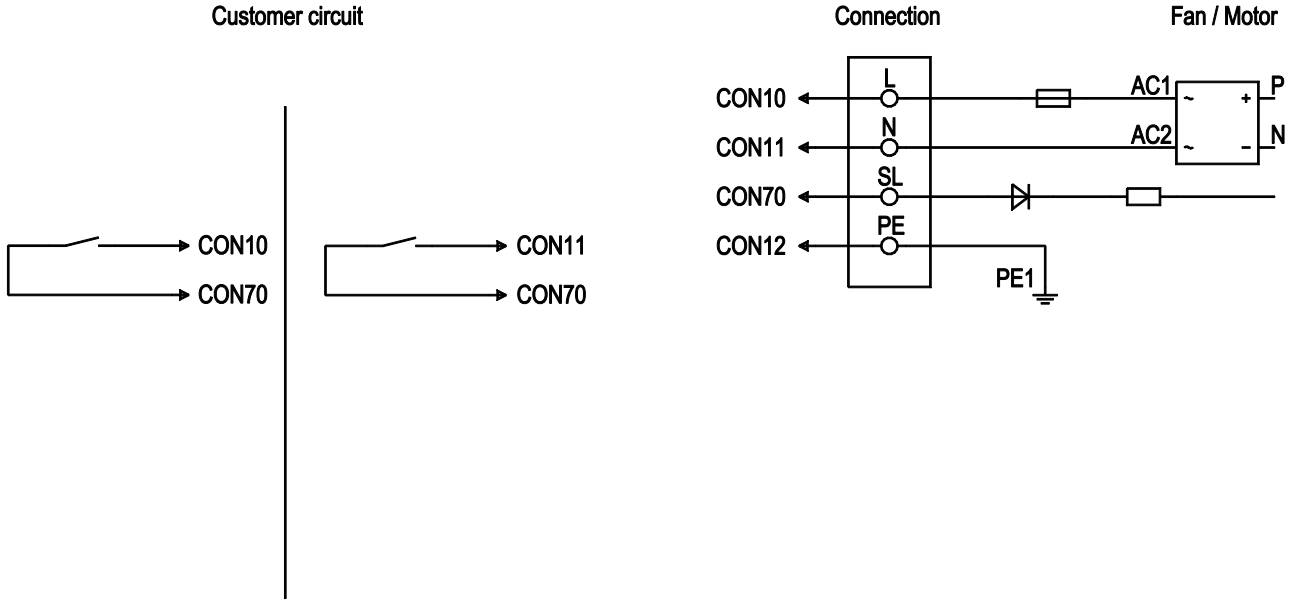 Customer circuit
Connection
Fan / Motor
L
CON10
AC1
~
+
P
N
CON11
AC2
~
−
N
SL
CON70
PE
CON12
PE1
CON10
CON70
CON11
CON70